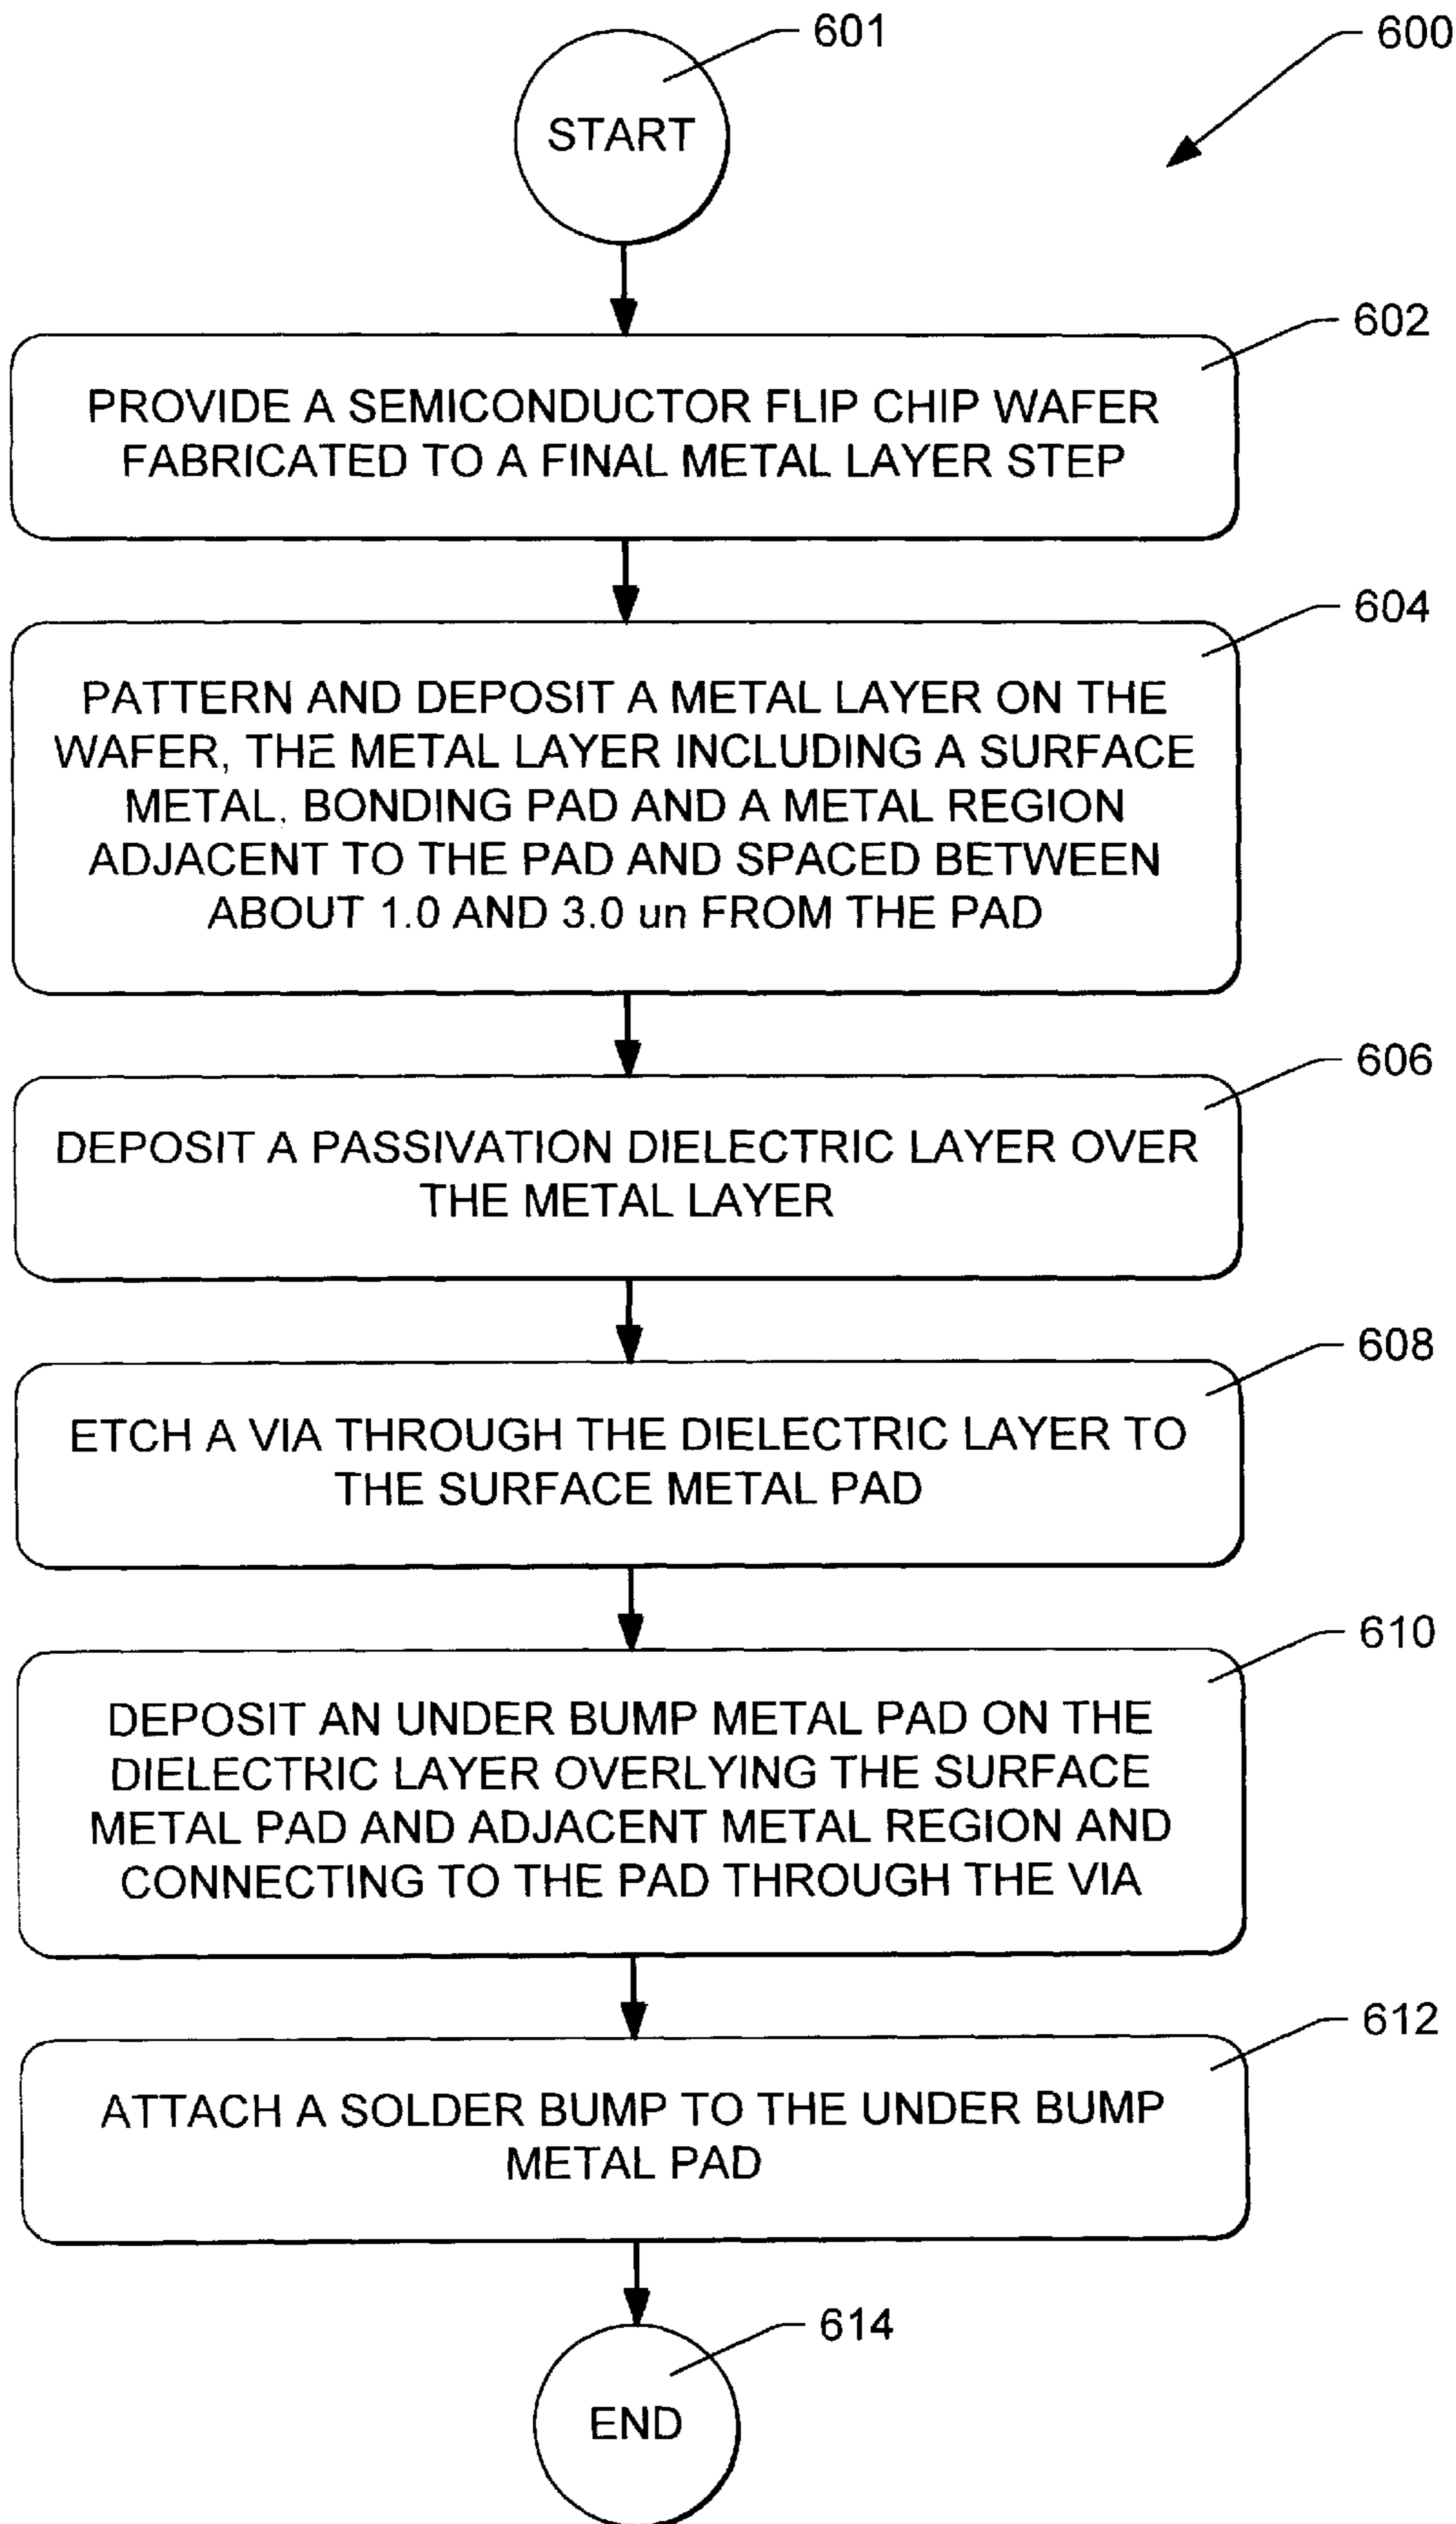 601
600
START
602
PROVIDE A SEMICONDUCTOR FLIP CHIP WAFER
FABRICATED TO A FINAL METAL LAYER STEP
604
PATTERN AND DEPOSIT A METAL LAYER ON THE
WAFER, THE METAL LAYER INCLUDING A SURFACE
METAL, BONDING PAD AND A METAL REGION
ADJACENT TO THE PAD AND SPACED BETWEEN
ABOUT 1.0 AND 3.0 un FROM THE PAD
606
DEPOSIT A PASSIVATION DIELECTRIC LAYER OVER
THE METAL LAYER
608
ETCH A VIA THROUGH THE DIELECTRIC LAYER TO
THE SURFACE METAL PAD
610
DEPOSIT AN UNDER BUMP METAL PAD ON THE
DIELECTRIC LAYER OVERLYING THE SURFACE
METAL PAD AND ADJACENT METAL REGION AND
CONNECTING TO THE PAD THROUGH THE VIA
612
ATTACH A SOLDER BUMP TO THE UNDER BUMP
METAL PAD
614
END